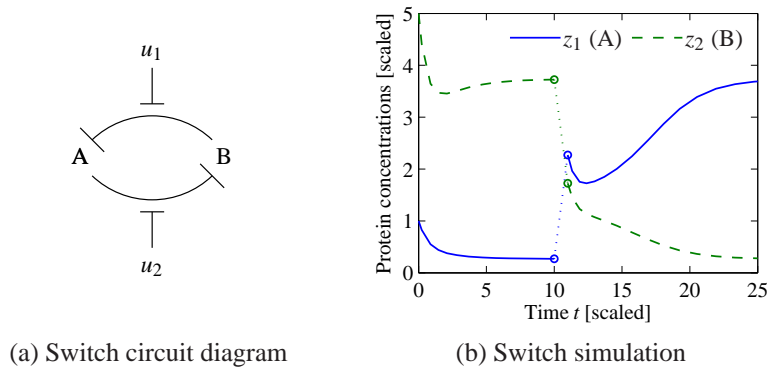 u1
A
B
u2
(a) Switch circuit diagram
Protein concentrations [scaled]
5
4
3
2
1
0
z1 (A)
z2 (B)
0
5
10
15
20
25
Time t [scaled]
(b) Switch simulation